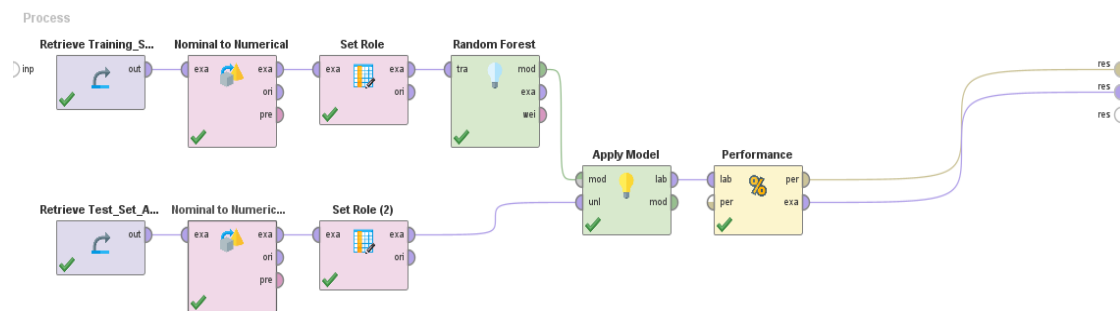 Process
Retrieve Training_S...
Nominal to Numerical
Set Role
Random Forest
inp
out
exa
exa
exa
exa
tra
mod
res
ori
ori
exa
res
pre
wei
res
Apply Model
Performance
mod
lab
lab
per
unl
mod
per
exa
Retrieve Test_Set_A...
Nominal to Numeric...
Set Role (2)
out
exa
exa
exa
exa
ori
ori
pre